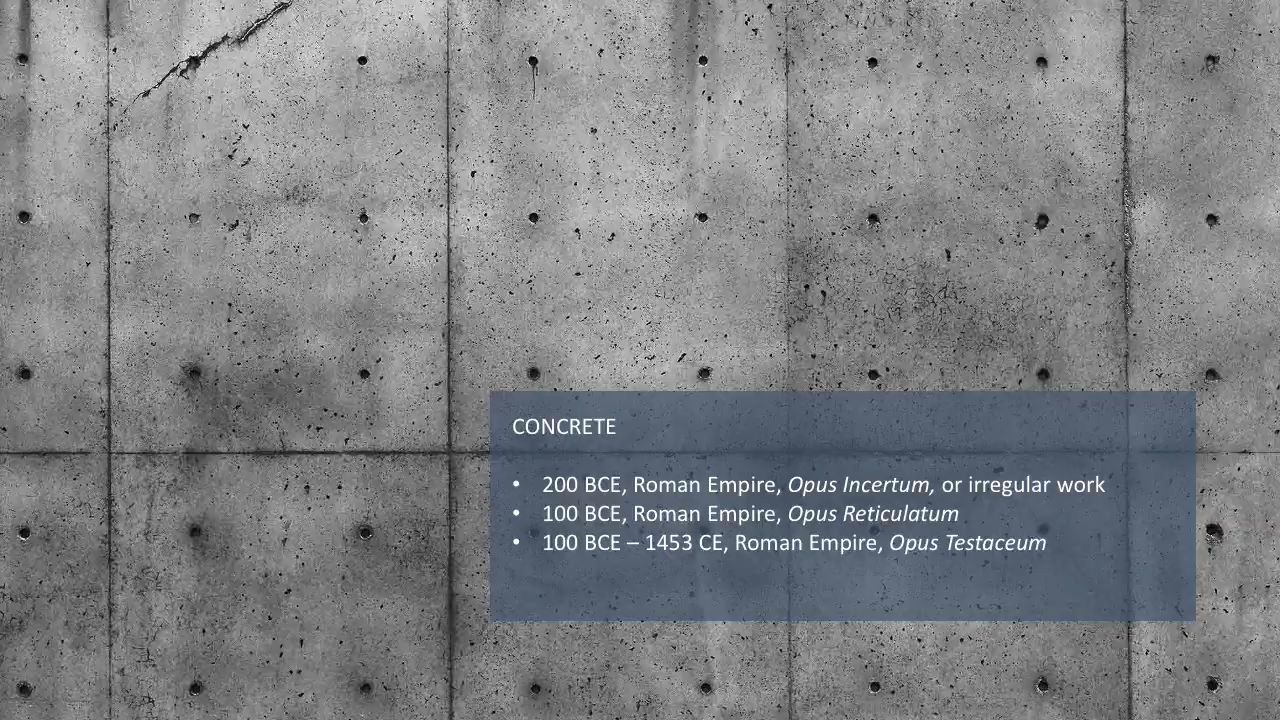 CONCRETE
• 200 BCE, Roman Empire, Opus Incertum, or irregular work
• 100 BCE, Roman Empire, Opus Reticulatum
• 100 BCE – 1453 CE, Roman Empire, Opus Testaceum